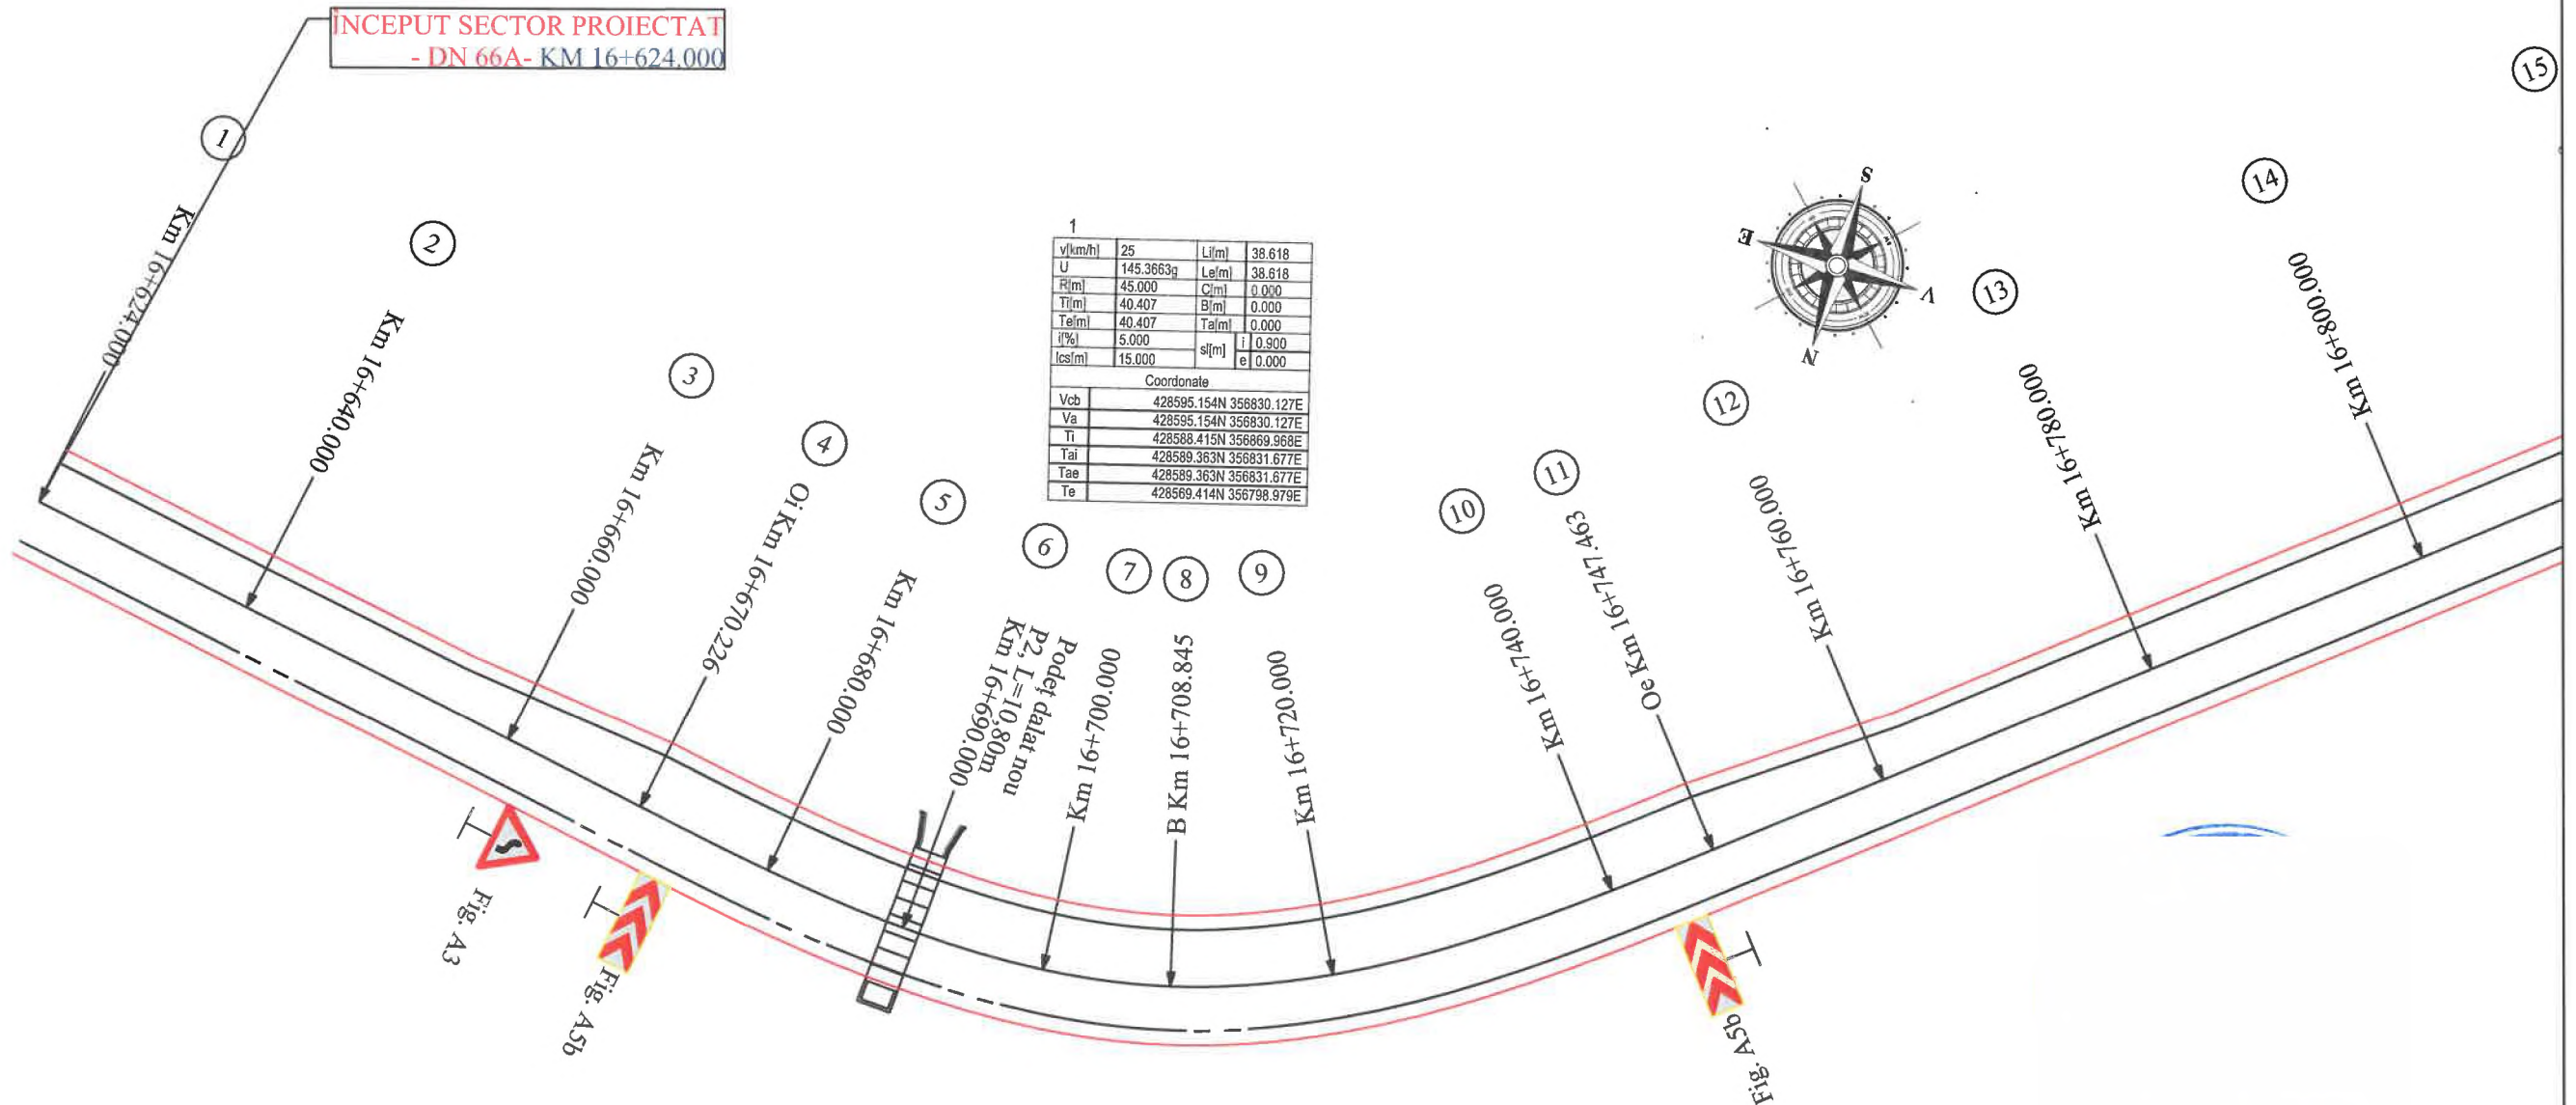 ÎNCEPUT SECTOR PROIECTAT
- DN 66A- KM 16+624.000
1
Km 16+624.000
2
Km 16+640.000
3
Km 16+660.000
4
Oi Km 16+670.226
5
Km 16+680.000
6
Podeț dalat nou
P2, L=10,80m
Km 16+690.000
7
Km 16+700.000
8
B Km 16+708.845
9
Km 16+720.000
10
Km 16+740.000
11
Oe Km 16+747.463
12
Km 16+760.000
13
Km 16+780.000
14
Km 16+800.000
15
1
v[km/h] 25 Li[m] 38.618
U 145.3663g Le[m] 38.618
R[m] 45.000 C[m] 0.000
Ti[m] 40.407 B[m] 0.000
Te[m] 40.407 Ta[m] 0.000
i[%] 5.000 sl[m] i 0.900
lcs[m] 15.000 e 0.000
Coordonate
Vcb 428595.154N 356830.127E
Va 428595.154N 356830.127E
Ti 428588.415N 356869.968E
Tai 428589.363N 356831.677E
Tae 428589.363N 356831.677E
Te 428569.414N 356798.979E
S
E
V
N
Fig. A3
Fig. A5b
Fig. A5b